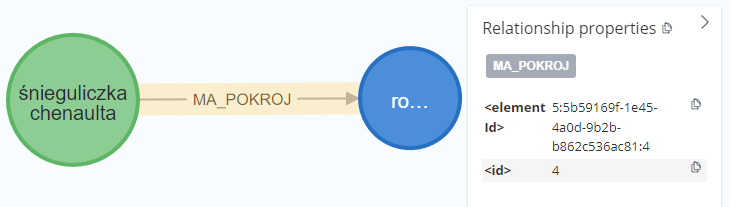 śnieguliczka
chenaulta
MA_POKROJ
ro...
Relationship properties
MA_POKROJ
<element Id> 5:5b59169f-1e45-4a0d-9b2b-b862c536ac81:4
<id> 4